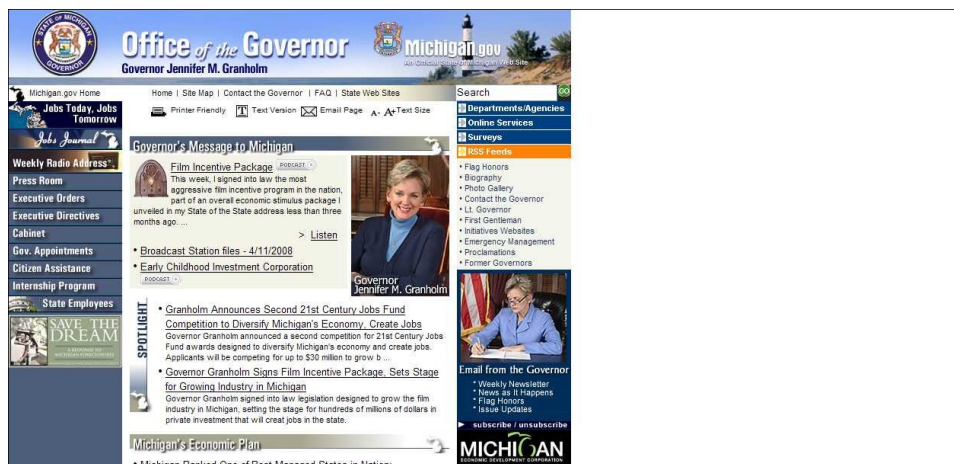 STATE OF MICHIGAN
GOVERNOR
Office of the Governor
Governor Jennifer M. Granholm
Michigan.gov
An Official State of Michigan Web Site
Michigan.gov Home
Home | Site Map | Contact the Governor | FAQ | State Web Sites
Search
GO
Printer Friendly
T Text Version
Email Page
A- A+ Text Size
Jobs Today, Jobs
Tomorrow
Jobs Journal
Weekly Radio Address
Press Room
Executive Orders
Executive Directives
Cabinet
Gov. Appointments
Citizen Assistance
Internship Program
State Employees
SAVE THE
DREAM
Governor's Message to Michigan
Film Incentive Package PODCAST
This week, I signed into law the most
aggressive film incentive program in the nation,
part of an overall economic stimulus package I
unveiled in my State of the State address less than three
months ago. ...
> Listen
• Broadcast Station files - 4/11/2008
• Early Childhood Investment Corporation
PODCAST
Governor
Jennifer M. Granholm
SPOTLIGHT
• Granholm Announces Second 21st Century Jobs Fund
Competition to Diversify Michigan's Economy, Create Jobs
Governor Granholm announced a second competition for 21st Century Jobs
Fund awards designed to diversify Michigan's economy and create jobs.
Applicants will be competing for up to $30 million to grow b ...
• Governor Granholm Signs Film Incentive Package, Sets Stage
for Growing Industry in Michigan
Governor Granholm signed into law legislation designed to grow the film
industry in Michigan, setting the stage for hundreds of millions of dollars in
private investment that will creat jobs in the state.
Michigan's Economic Plan
• Michigan Ranked One of Best Managed States in Nation:
Departments/Agencies
Online Services
Surveys
RSS Feeds
• Flag Honors
• Biography
• Photo Gallery
• Contact the Governor
• Lt. Governor
• First Gentleman
• Initiatives Websites
• Emergency Management
• Proclamations
• Former Governors
Email from the Governor
* Weekly Newsletter
* News as It Happens
* Flag Honors
* Issue Updates
subscribe / unsubscribe
MICHIGAN
ECONOMIC DEVELOPMENT CORPORATION